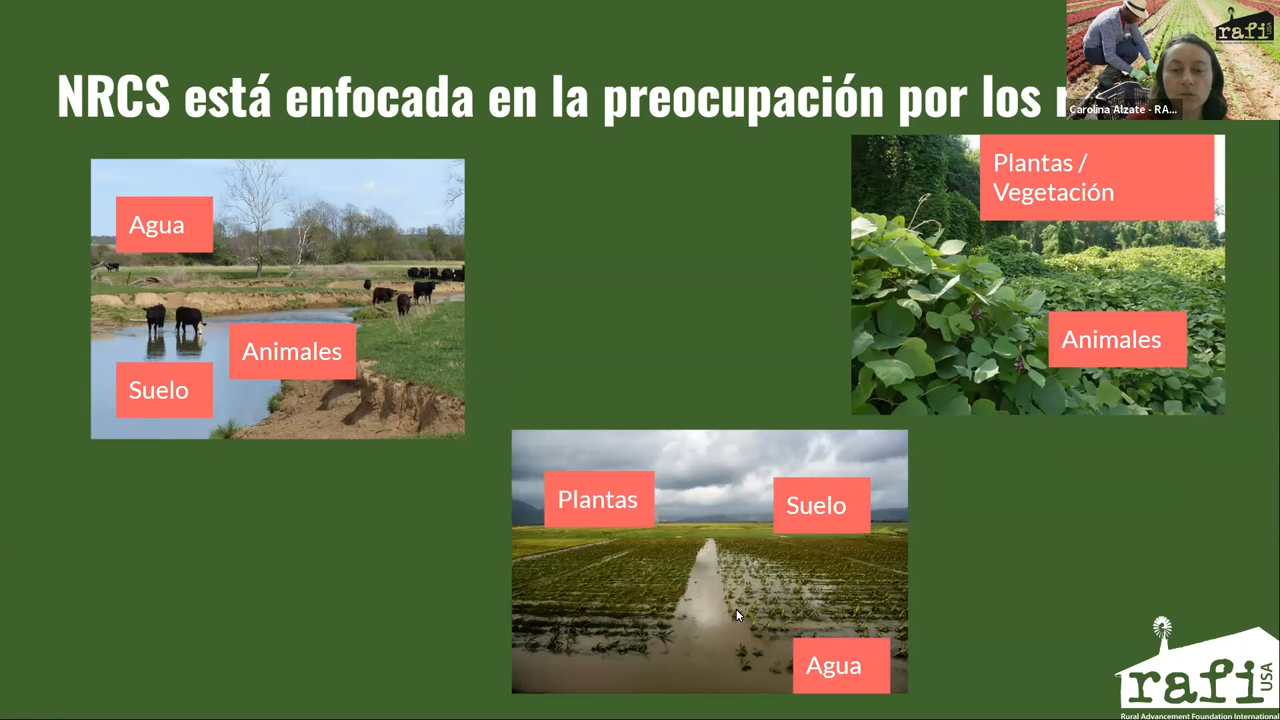 NRCS está enfocada en la preocupación por los
rafi
USA
Carolina Alzate - RA...
Agua
Animales
Suelo
Plantas /
Vegetación
Animales
Plantas
Suelo
Agua
rafi
USA
Rural Advancement Foundation International